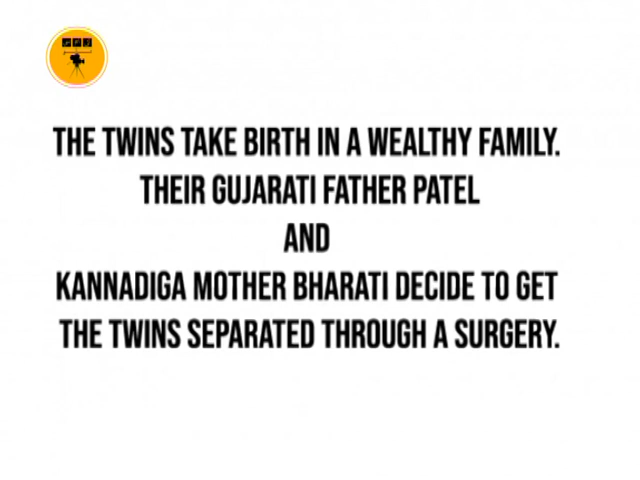 THE TWINS TAKE BIRTH IN A WEALTHY FAMILY.
THEIR GUJARATI FATHER PATEL
AND
KANNADIGA MOTHER BHARATI DECIDE TO GET
THE TWINS SEPARATED THROUGH A SURGERY.